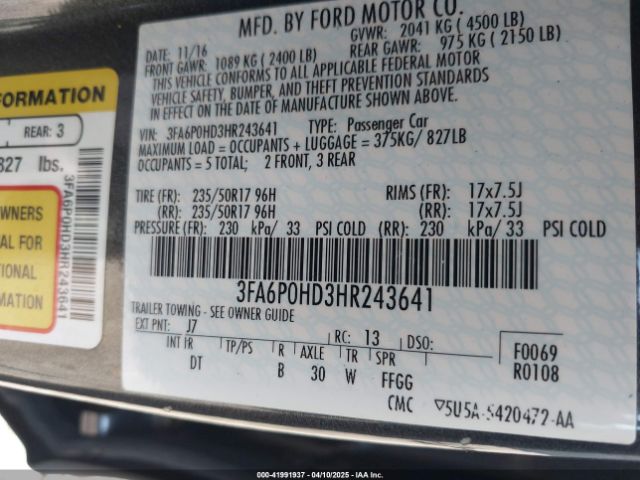 MFD. BY FORD MOTOR CO.
DATE: 11/16 GVWR: 2041 KG (4500 LB)
FRONT GAWR: 1089 KG (2400 LB) REAR GAWR: 975 KG (2150 LB)
THIS VEHICLE CONFORMS TO ALL APPLICABLE FEDERAL MOTOR
VEHICLE SAFETY, BUMPER, AND THEFT PREVENTION STANDARDS
IN EFFECT ON THE DATE OF MANUFACTURE SHOWN ABOVE.
VIN: 3FA6P0HD3HR243641 TYPE: Passenger Car
MAXIMUM LOAD = OCCUPANTS + LUGGAGE = 375KG/ 827LB
OCCUPANTS = 5 TOTAL; 2 FRONT, 3 REAR
TIRE (FR): 235/50R17 96H RIMS (FR): 17x7.5J
(RR): 235/50R17 96H (RR): 17x7.5J
PRESSURE (FR): 230 kPa/ 33 PSI COLD (RR): 230 kPa/ 33 PSI COLD
3FA6P0HD3HR243641
TRAILER TOWING - SEE OWNER GUIDE
EXT PNT: J7 RC: 13 DSO: F0069
INT IR TP/PS R AXLE TR SPR R0108
DT B 30 W FFGG
CMC ▽5U5A-5420472-AA
FORMATION
REAR: 3
827 lbs.
OWNERS
AL FOR
TIONAL
MATION
3FA6P0HD3HR243641
000-41991937 - 04/10/2025 - IAAI Copart